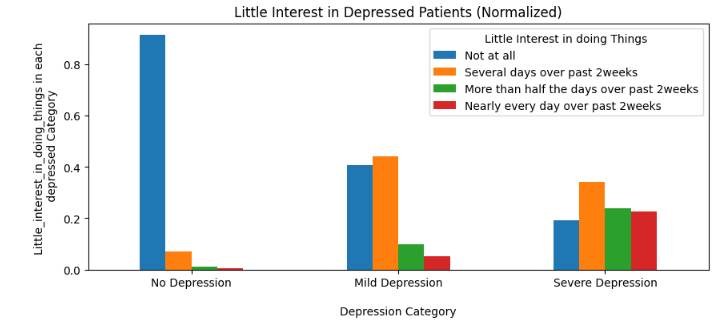 Little Interest in Depressed Patients (Normalized)
Little_interest_in_doing_things in each
depressed Category
0.8
0.6
0.4
0.2
0.0
Little Interest in doing Things
Not at all
Several days over past 2weeks
More than half the days over past 2weeks
Nearly every day over past 2weeks
No Depression
Mild Depression
Severe Depression
Depression Category